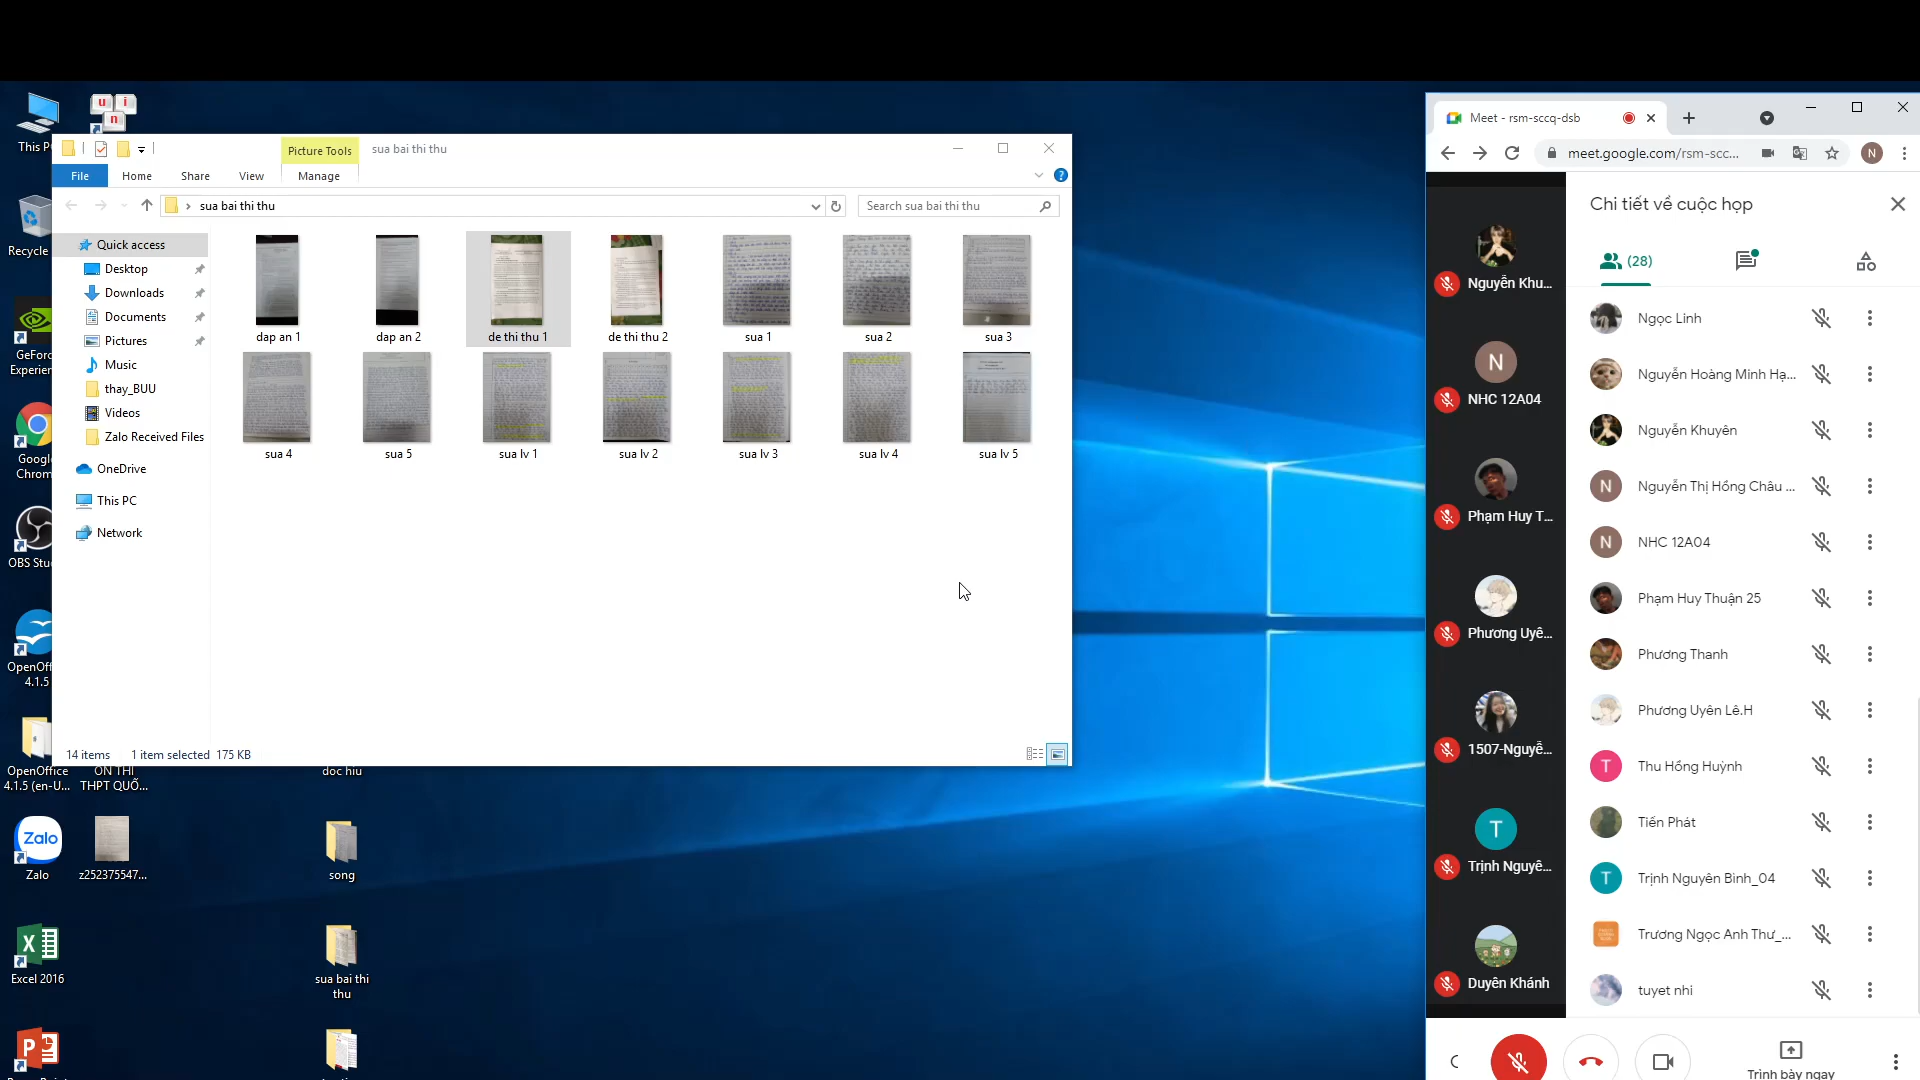 This P
Recycle
GeForc
Experien
Google
Chrom
OBS Stu
OpenOff
4.1.5
OpenOffice
4.1.5 (en-U...
ÔN THI
THPT QUỐ...
doc hiu
Zalo
Zalo
z252375547...
song
Excel 2016
sua bai thi
thu
u i
n
Picture Tools
sua bai thi thu
File
Home
Share
View
Manage
sua bai thi thu
Search sua bai thi thu
Quick access
Desktop
Downloads
Documents
Pictures
Music
thay_BUU
Videos
Zalo Received Files
OneDrive
This PC
Network
dap an 1
dap an 2
de thi thu 1
de thi thu 2
sua 1
sua 2
sua 3
sua 4
sua 5
sua lv 1
sua lv 2
sua lv 3
sua lv 4
sua lv 5
14 items
1 item selected 175 KB
Meet - rsm-sccq-dsb
meet.google.com/rsm-scc...
N
Nguyễn Khu...
N
NHC 12A04
Phạm Huy T...
Phương Uyê...
1507-Nguyễ...
T
Trịnh Nguyê...
Duyên Khánh
Chi tiết về cuộc họp
(28)
Ngọc Linh
Nguyễn Hoàng Minh Hạ...
Nguyễn Khuyên
N
Nguyễn Thị Hồng Châu ...
N
NHC 12A04
Phạm Huy Thuận 25
Phương Thanh
Phương Uyên Lê.H
T
Thu Hồng Huỳnh
Tiến Phát
T
Trịnh Nguyên Bình_04
Trương Ngọc Anh Thư_...
tuyet nhi
Trình bày ngay